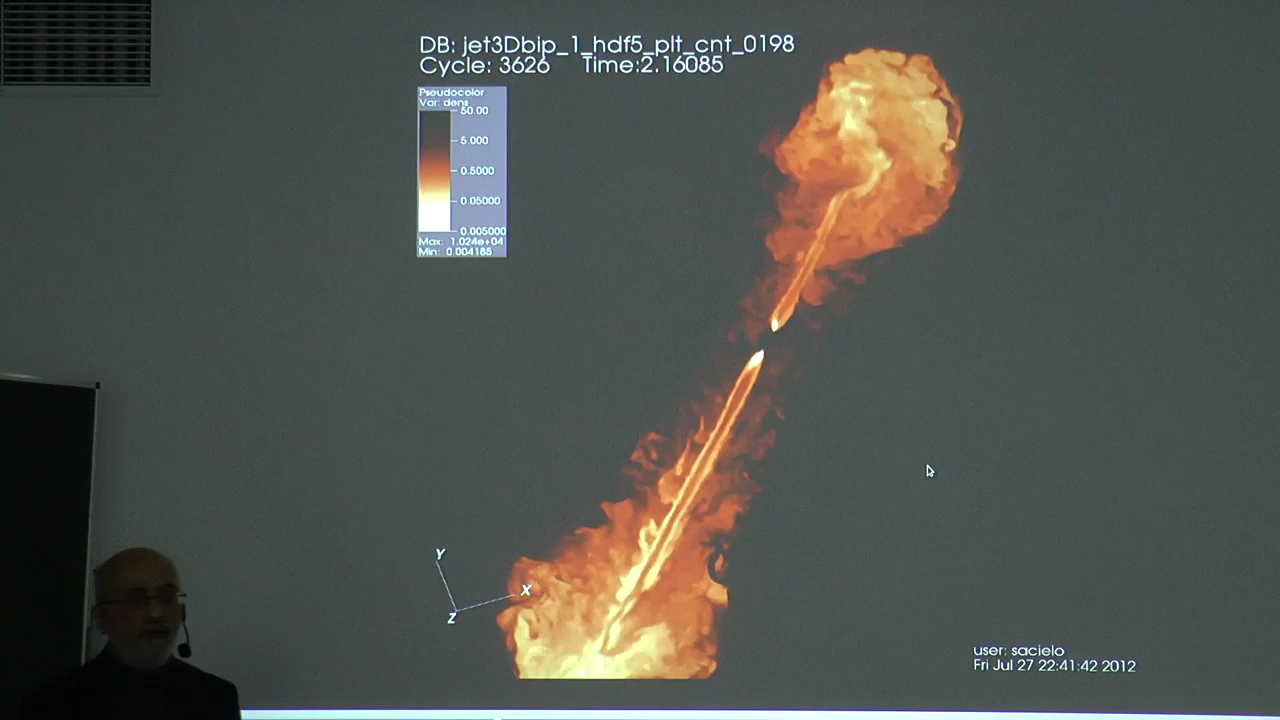 DB: jet3Dbip_1_hdf5_plt_cnt_0198
Cycle: 3626 Time:2.16085
Pseudocolor
Var: dens
50.00
5.000
0.5000
0.05000
0.005000
Max: 1.024e+04
Min: 0.004185
Y
X
Z
user: sacielo
Fri Jul 27 22:41:42 2012